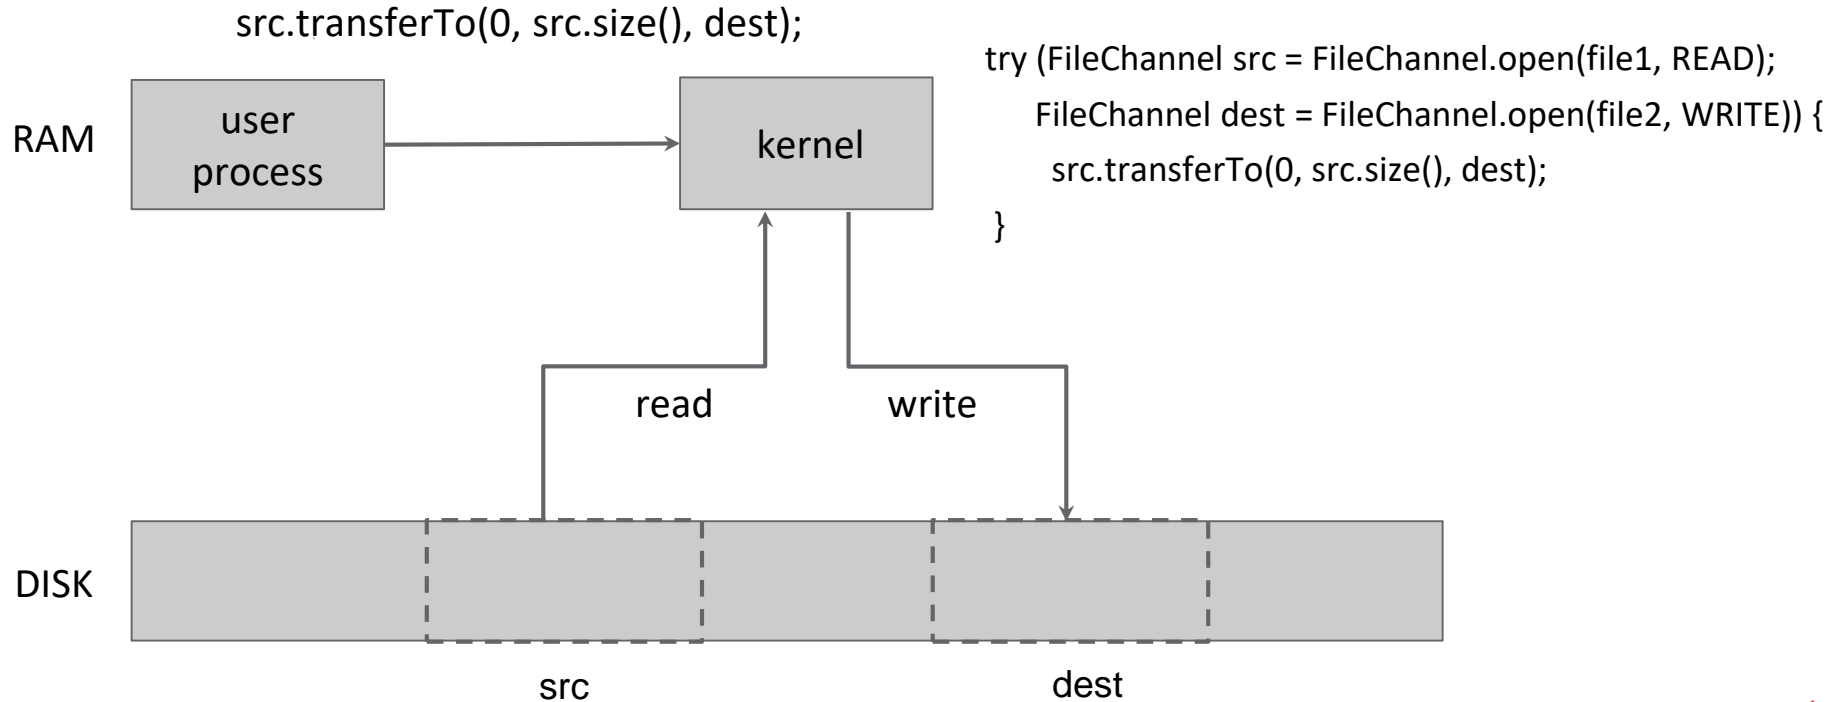 src.transferTo(0, src.size(), dest);
try (FileChannel src = FileChannel.open(file1, READ);
FileChannel dest = FileChannel.open(file2, WRITE)) {
src.transferTo(0, src.size(), dest);
}
RAM
user
process
kernel
read
write
DISK
src
dest